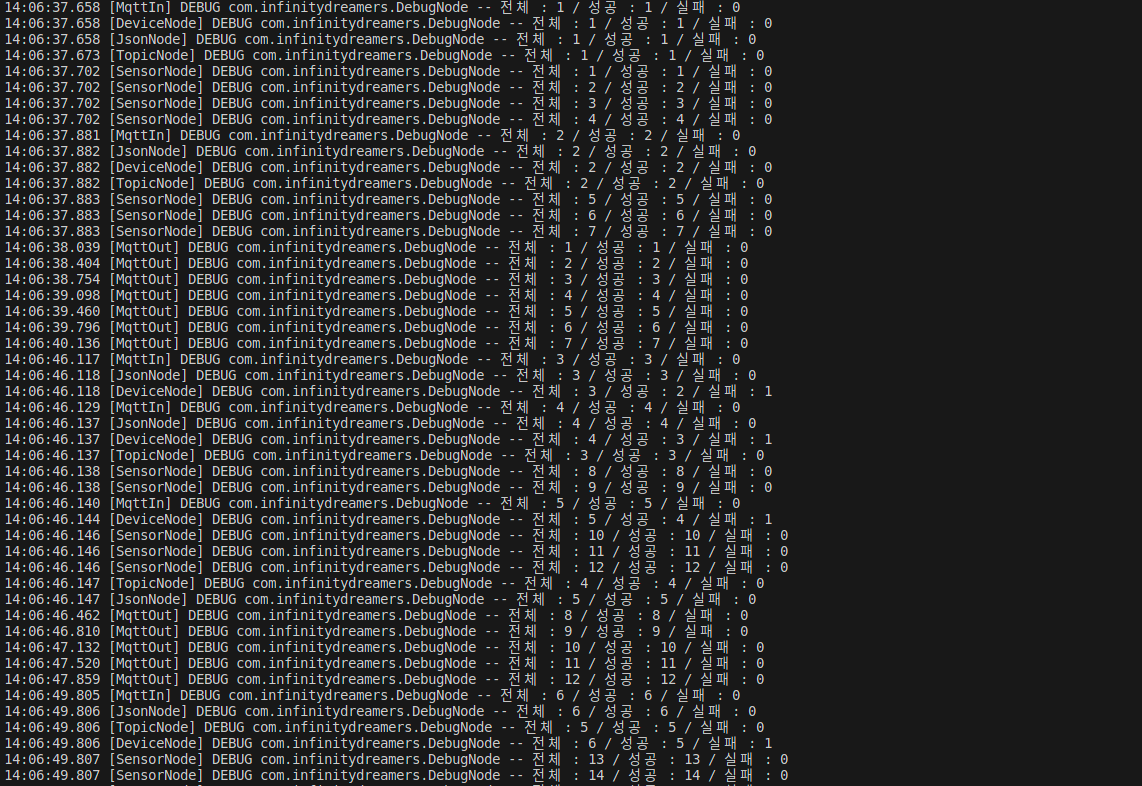 14:06:37.658 [MqttIn] DEBUG com.infinitydreamers.DebugNode -- 전체 : 1 / 성공 : 1 / 실패 : 0
14:06:37.658 [DeviceNode] DEBUG com.infinitydreamers.DebugNode -- 전체 : 1 / 성공 : 1 / 실패 : 0
14:06:37.658 [JsonNode] DEBUG com.infinitydreamers.DebugNode -- 전체 : 1 / 성공 : 1 / 실패 : 0
14:06:37.673 [TopicNode] DEBUG com.infinitydreamers.DebugNode -- 전체 : 1 / 성공 : 1 / 실패 : 0
14:06:37.702 [SensorNode] DEBUG com.infinitydreamers.DebugNode -- 전체 : 1 / 성공 : 1 / 실패 : 0
14:06:37.702 [SensorNode] DEBUG com.infinitydreamers.DebugNode -- 전체 : 2 / 성공 : 2 / 실패 : 0
14:06:37.702 [SensorNode] DEBUG com.infinitydreamers.DebugNode -- 전체 : 3 / 성공 : 3 / 실패 : 0
14:06:37.702 [SensorNode] DEBUG com.infinitydreamers.DebugNode -- 전체 : 4 / 성공 : 4 / 실패 : 0
14:06:37.881 [MqttIn] DEBUG com.infinitydreamers.DebugNode -- 전체 : 2 / 성공 : 2 / 실패 : 0
14:06:37.882 [JsonNode] DEBUG com.infinitydreamers.DebugNode -- 전체 : 2 / 성공 : 2 / 실패 : 0
14:06:37.882 [DeviceNode] DEBUG com.infinitydreamers.DebugNode -- 전체 : 2 / 성공 : 2 / 실패 : 0
14:06:37.882 [TopicNode] DEBUG com.infinitydreamers.DebugNode -- 전체 : 2 / 성공 : 2 / 실패 : 0
14:06:37.883 [SensorNode] DEBUG com.infinitydreamers.DebugNode -- 전체 : 5 / 성공 : 5 / 실패 : 0
14:06:37.883 [SensorNode] DEBUG com.infinitydreamers.DebugNode -- 전체 : 6 / 성공 : 6 / 실패 : 0
14:06:37.883 [SensorNode] DEBUG com.infinitydreamers.DebugNode -- 전체 : 7 / 성공 : 7 / 실패 : 0
14:06:38.039 [MqttOut] DEBUG com.infinitydreamers.DebugNode -- 전체 : 1 / 성공 : 1 / 실패 : 0
14:06:38.404 [MqttOut] DEBUG com.infinitydreamers.DebugNode -- 전체 : 2 / 성공 : 2 / 실패 : 0
14:06:38.754 [MqttOut] DEBUG com.infinitydreamers.DebugNode -- 전체 : 3 / 성공 : 3 / 실패 : 0
14:06:39.098 [MqttOut] DEBUG com.infinitydreamers.DebugNode -- 전체 : 4 / 성공 : 4 / 실패 : 0
14:06:39.460 [MqttOut] DEBUG com.infinitydreamers.DebugNode -- 전체 : 5 / 성공 : 5 / 실패 : 0
14:06:39.796 [MqttOut] DEBUG com.infinitydreamers.DebugNode -- 전체 : 6 / 성공 : 6 / 실패 : 0
14:06:40.136 [MqttOut] DEBUG com.infinitydreamers.DebugNode -- 전체 : 7 / 성공 : 7 / 실패 : 0
14:06:46.117 [MqttIn] DEBUG com.infinitydreamers.DebugNode -- 전체 : 3 / 성공 : 3 / 실패 : 0
14:06:46.118 [JsonNode] DEBUG com.infinitydreamers.DebugNode -- 전체 : 3 / 성공 : 3 / 실패 : 0
14:06:46.118 [DeviceNode] DEBUG com.infinitydreamers.DebugNode -- 전체 : 3 / 성공 : 2 / 실패 : 1
14:06:46.129 [MqttIn] DEBUG com.infinitydreamers.DebugNode -- 전체 : 4 / 성공 : 4 / 실패 : 0
14:06:46.137 [JsonNode] DEBUG com.infinitydreamers.DebugNode -- 전체 : 4 / 성공 : 4 / 실패 : 0
14:06:46.137 [DeviceNode] DEBUG com.infinitydreamers.DebugNode -- 전체 : 4 / 성공 : 3 / 실패 : 1
14:06:46.137 [TopicNode] DEBUG com.infinitydreamers.DebugNode -- 전체 : 3 / 성공 : 3 / 실패 : 0
14:06:46.138 [SensorNode] DEBUG com.infinitydreamers.DebugNode -- 전체 : 8 / 성공 : 8 / 실패 : 0
14:06:46.138 [SensorNode] DEBUG com.infinitydreamers.DebugNode -- 전체 : 9 / 성공 : 9 / 실패 : 0
14:06:46.140 [MqttIn] DEBUG com.infinitydreamers.DebugNode -- 전체 : 5 / 성공 : 5 / 실패 : 0
14:06:46.144 [DeviceNode] DEBUG com.infinitydreamers.DebugNode -- 전체 : 5 / 성공 : 4 / 실패 : 1
14:06:46.146 [SensorNode] DEBUG com.infinitydreamers.DebugNode -- 전체 : 10 / 성공 : 10 / 실패 : 0
14:06:46.146 [SensorNode] DEBUG com.infinitydreamers.DebugNode -- 전체 : 11 / 성공 : 11 / 실패 : 0
14:06:46.146 [SensorNode] DEBUG com.infinitydreamers.DebugNode -- 전체 : 12 / 성공 : 12 / 실패 : 0
14:06:46.147 [TopicNode] DEBUG com.infinitydreamers.DebugNode -- 전체 : 4 / 성공 : 4 / 실패 : 0
14:06:46.147 [JsonNode] DEBUG com.infinitydreamers.DebugNode -- 전체 : 5 / 성공 : 5 / 실패 : 0
14:06:46.462 [MqttOut] DEBUG com.infinitydreamers.DebugNode -- 전체 : 8 / 성공 : 8 / 실패 : 0
14:06:46.810 [MqttOut] DEBUG com.infinitydreamers.DebugNode -- 전체 : 9 / 성공 : 9 / 실패 : 0
14:06:47.132 [MqttOut] DEBUG com.infinitydreamers.DebugNode -- 전체 : 10 / 성공 : 10 / 실패 : 0
14:06:47.520 [MqttOut] DEBUG com.infinitydreamers.DebugNode -- 전체 : 11 / 성공 : 11 / 실패 : 0
14:06:47.859 [MqttOut] DEBUG com.infinitydreamers.DebugNode -- 전체 : 12 / 성공 : 12 / 실패 : 0
14:06:49.805 [MqttIn] DEBUG com.infinitydreamers.DebugNode -- 전체 : 6 / 성공 : 6 / 실패 : 0
14:06:49.806 [JsonNode] DEBUG com.infinitydreamers.DebugNode -- 전체 : 6 / 성공 : 6 / 실패 : 0
14:06:49.806 [TopicNode] DEBUG com.infinitydreamers.DebugNode -- 전체 : 5 / 성공 : 5 / 실패 : 0
14:06:49.806 [DeviceNode] DEBUG com.infinitydreamers.DebugNode -- 전체 : 6 / 성공 : 5 / 실패 : 1
14:06:49.807 [SensorNode] DEBUG com.infinitydreamers.DebugNode -- 전체 : 13 / 성공 : 13 / 실패 : 0
14:06:49.807 [SensorNode] DEBUG com.infinitydreamers.DebugNode -- 전체 : 14 / 성공 : 14 / 실패 : 0